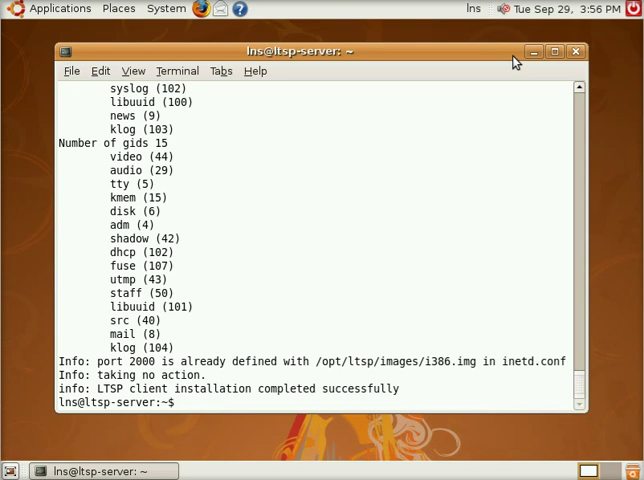 Applications Places System lns Tue Sep 29, 3:56 PM
lns@ltsp-server: ~
File Edit View Terminal Tabs Help
syslog (102)
libuuid (100)
news (9)
klog (103)
Number of gids 15
video (44)
audio (29)
tty (5)
kmem (15)
disk (6)
adm (4)
shadow (42)
dhcp (102)
fuse (107)
utmp (43)
staff (50)
libuuid (101)
src (40)
mail (8)
klog (104)
Info: port 2000 is already defined with /opt/ltsp/images/i386.img in inetd.conf
Info: taking no action.
info: LTSP client installation completed successfully
lns@ltsp-server:~$
lns@ltsp-server: ~